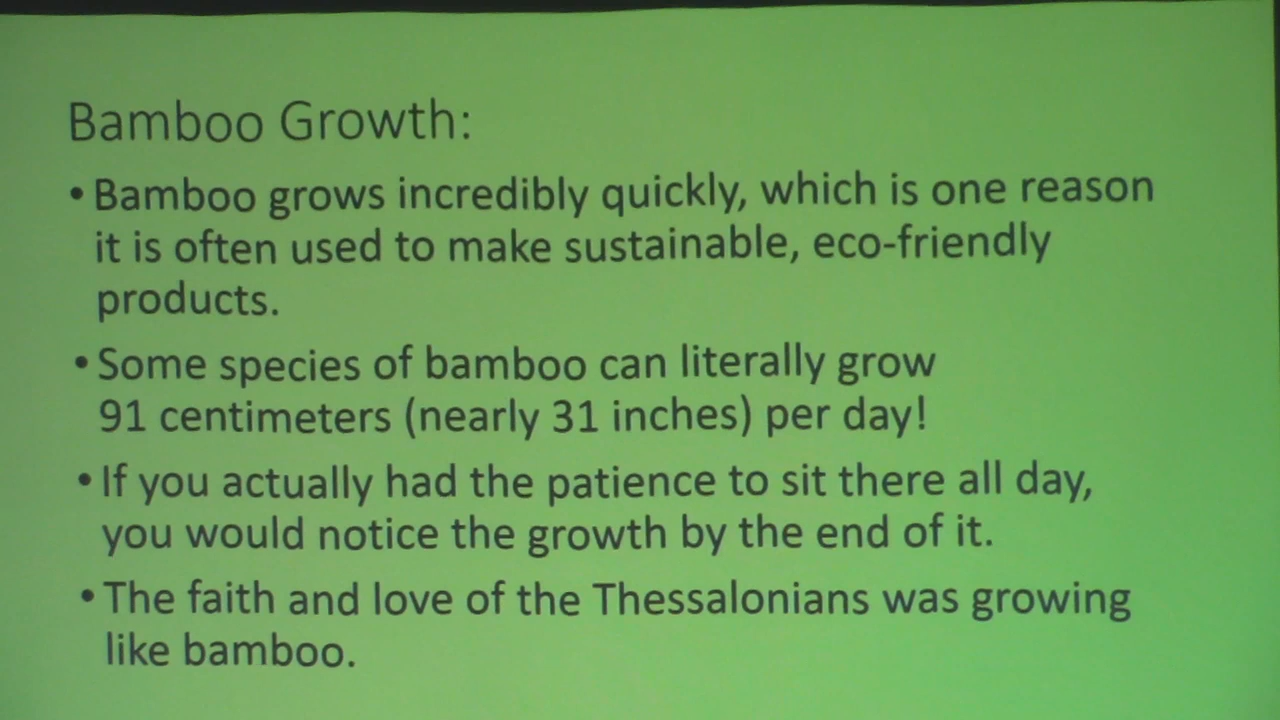 Bamboo Growth:
• Bamboo grows incredibly quickly, which is one reason
it is often used to make sustainable, eco-friendly
products.
• Some species of bamboo can literally grow
91 centimeters (nearly 31 inches) per day!
• If you actually had the patience to sit there all day,
you would notice the growth by the end of it.
• The faith and love of the Thessalonians was growing
like bamboo.